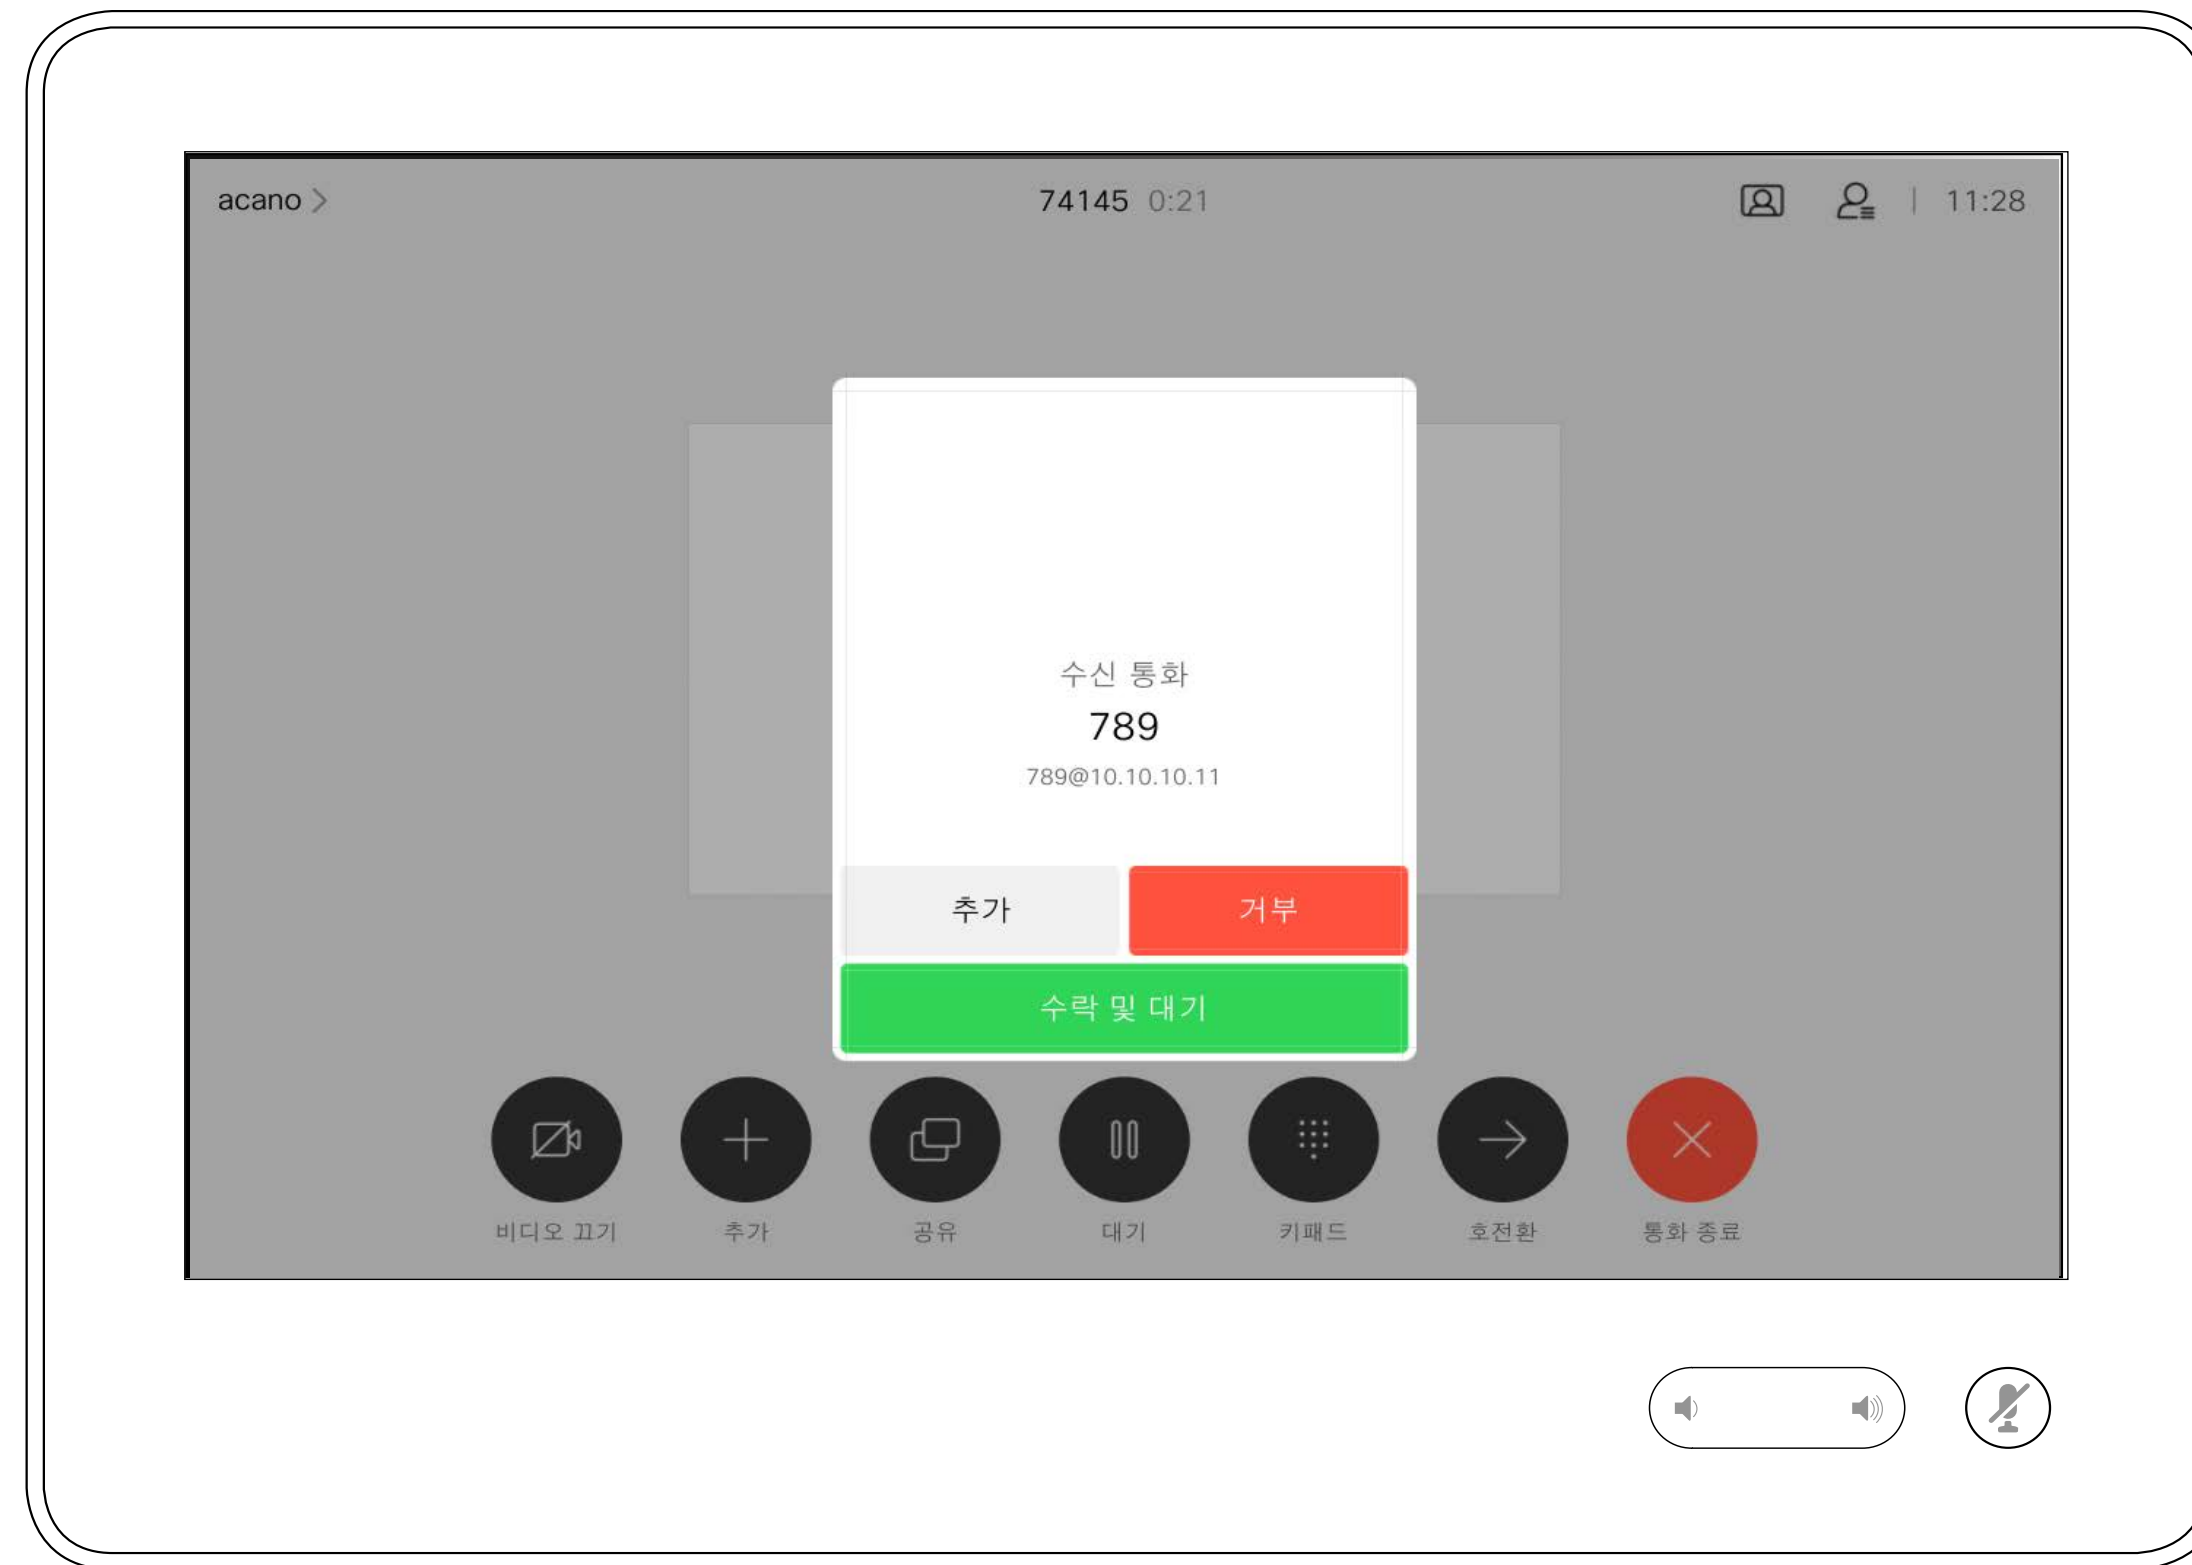 acano
74145 0:21
11:28
수신 통화
789
789@10.10.10.11
추가
거부
수락 및 대기
비디오 끄기
추가
공유
대기
키패드
호전환
통화 종료